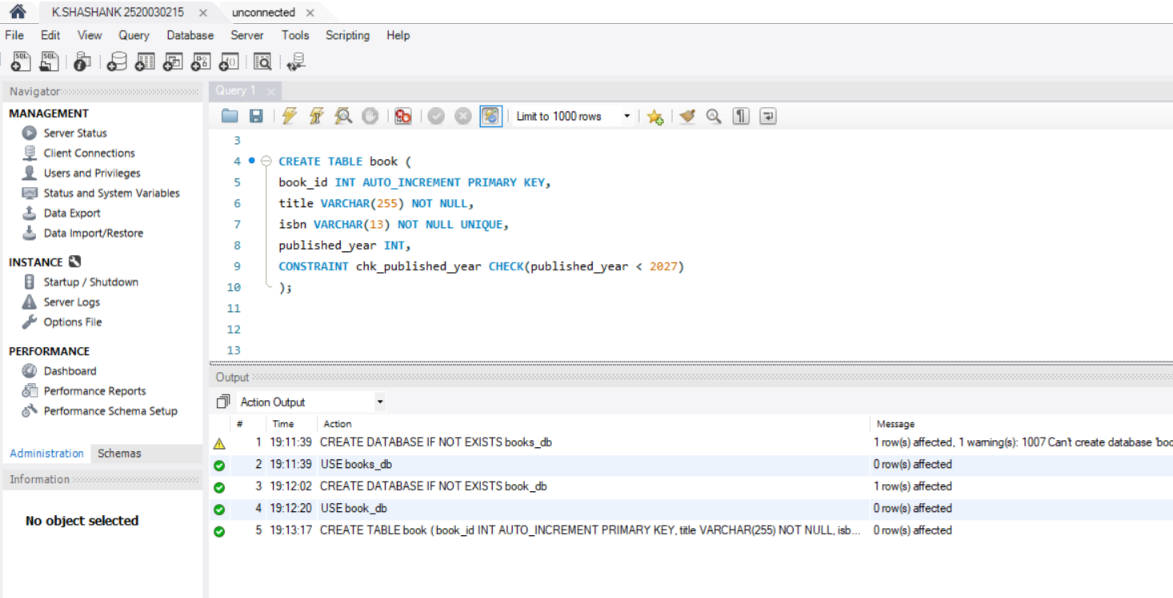 K.SHASHANK 2520030215 × unconnected ×
File Edit View Query Database Server Tools Scripting Help
Navigator
MANAGEMENT
Server Status
Client Connections
Users and Privileges
Status and System Variables
Data Export
Data Import/Restore
INSTANCE
Startup / Shutdown
Server Logs
Options File
PERFORMANCE
Dashboard
Performance Reports
Performance Schema Setup
Administration Schemas
Information
No object selected
Query 1 ×
Limit to 1000 rows
3
4 CREATE TABLE book (
5 book_id INT AUTO_INCREMENT PRIMARY KEY,
6 title VARCHAR(255) NOT NULL,
7 isbn VARCHAR(13) NOT NULL UNIQUE,
8 published_year INT,
9 CONSTRAINT chk_published_year CHECK(published_year < 2027)
10 );
11
12
13
Output
Action Output
# Time Action Message
1 19:11:39 CREATE DATABASE IF NOT EXISTS books_db 1 row(s) affected, 1 warning(s): 1007 Can't create database 'boo
2 19:11:39 USE books_db 0 row(s) affected
3 19:12:02 CREATE DATABASE IF NOT EXISTS book_db 1 row(s) affected
4 19:12:20 USE book_db 0 row(s) affected
5 19:13:17 CREATE TABLE book ( book_id INT AUTO_INCREMENT PRIMARY KEY, title VARCHAR(255) NOT NULL, isb... 0 row(s) affected